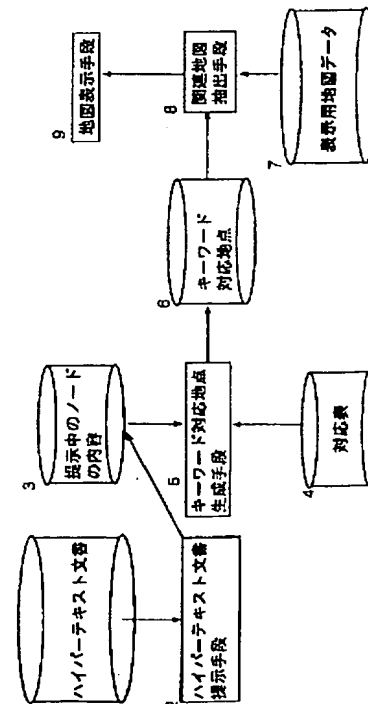 ハイパーテキスト文書
ハイパーテキスト文書
提示手段
3
提示中のノード
の内容
5
キーワード対応地点
生成手段
4
対応表
6
キーワード
対応地点
9
地図表示手段
8
関連地図
抽出手段
7
表示用地図データ